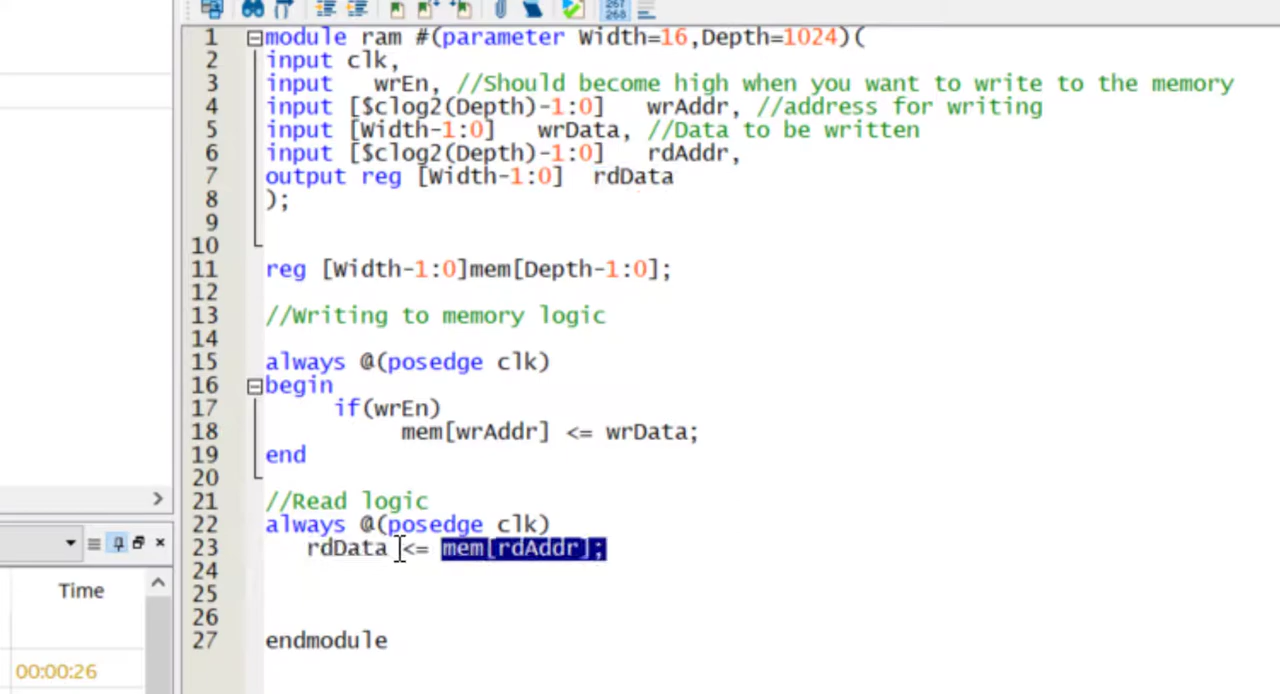 267
268
1 module ram #(parameter Width=16,Depth=1024)(
2 input clk,
3 input wrEn, //Should become high when you want to write to the memory
4 input [$clog2(Depth)-1:0] wrAddr, //address for writing
5 input [Width-1:0] wrData, //Data to be written
6 input [$clog2(Depth)-1:0] rdAddr,
7 output reg [Width-1:0] rdData
8 );
9
10
11 reg [Width-1:0]mem[Depth-1:0];
12
13 //Writing to memory logic
14
15 always @(posedge clk)
16 begin
17 if(wrEn)
18 mem[wrAddr] <= wrData;
19 end
20
21 //Read logic
22 always @(posedge clk)
23 rdData <= mem[rdAddr];
24
25
26
27 endmodule
Time
00:00:26